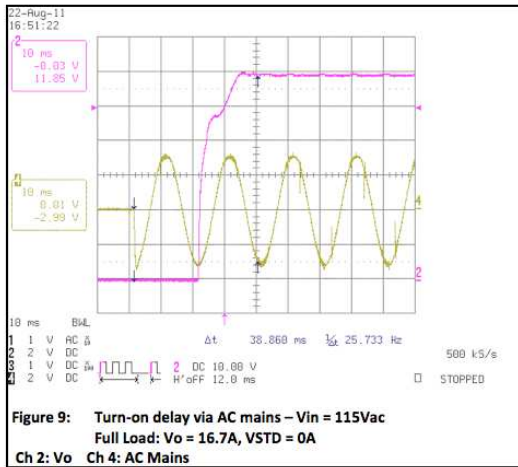 22-Aug-11
16:51:22
2
10 ms
-0.03 V
11.85 V
4
10 ms
0.01 V
-2.99 V
4
2
10 ms BWL
1 1 V AC
2 2 V DC
3 1 V DC
4 2 V DC
Δt 38.860 ms 1/Δt 25.733 Hz
2 DC 10.08 V
H'oFF 12.0 ms
500 kS/s
STOPPED
Figure 9: Turn-on delay via AC mains – Vin = 115Vac
Full Load: Vo = 16.7A, VSTD = 0A
Ch 2: Vo Ch 4: AC Mains